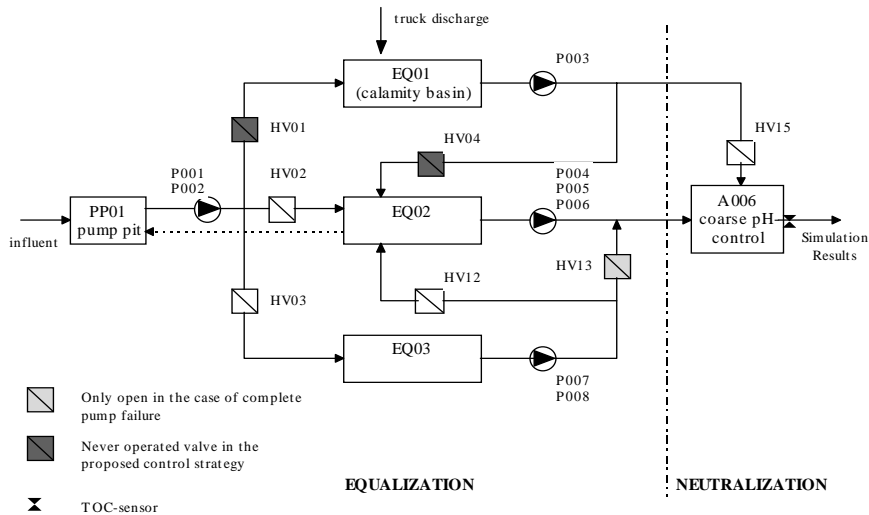 truck discharge
EQ01
(calamity basin)
P003
HV01
HV04
HV15
P001
P002
HV02
P004
P005
P006
PP01
pump pit
influent
EQ02
A006
coarse pH
control
Simulation
Results
HV12
HV13
HV03
EQ03
P007
P008
Only open in the case of complete
pump failure
Never operated valve in the
proposed control strategy
TOC-sensor
EQUALIZATION
NEUTRALIZATION